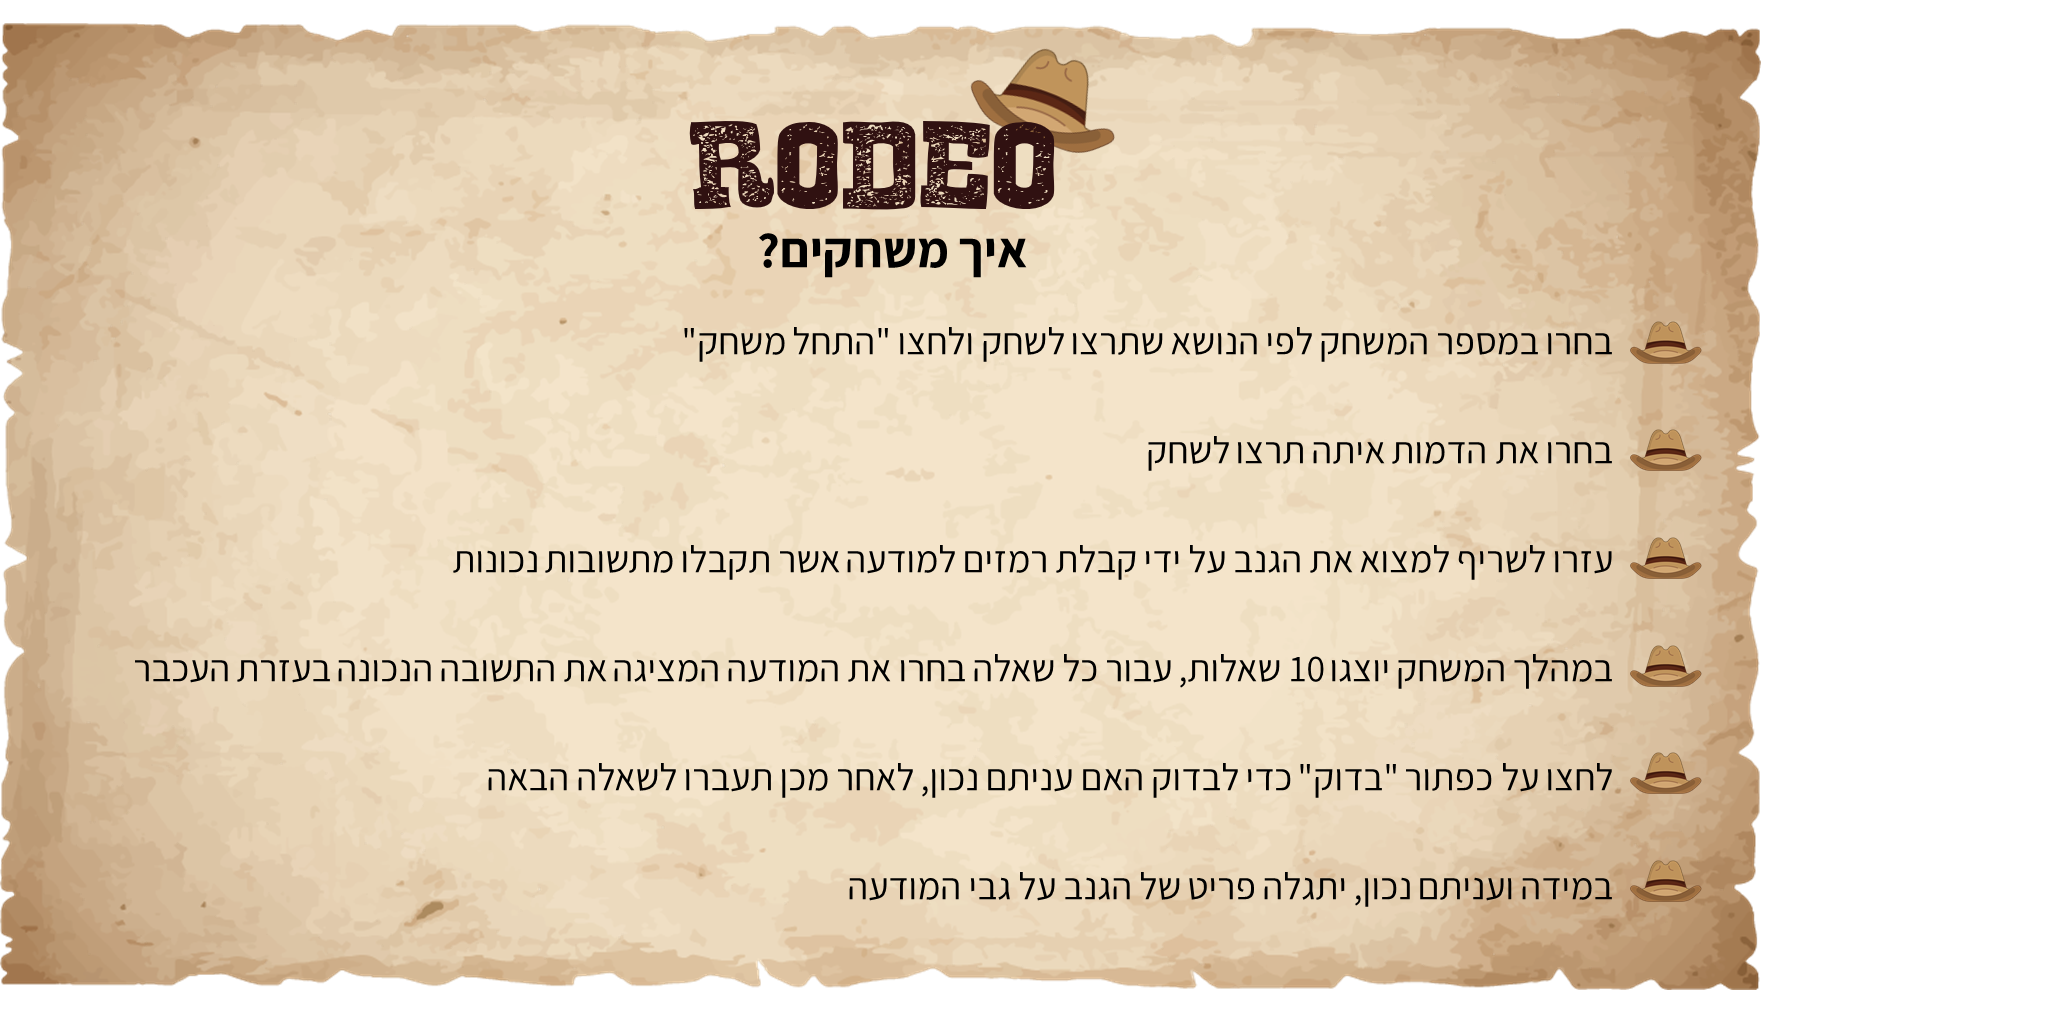 RODEO
איך משחקים?
בחרו במספר המשחק לפי הנושא שתרצו לשחק ולחצו "התחל משחק"
בחרו את הדמות איתה תרצו לשחק
עזרו לשריף למצוא את הגנב על ידי קבלת רמזים למודעה אשר תקבלו מתשובות נכונות
במהלך המשחק יוצגו 10 שאלות, עבור כל שאלה בחרו את המודעה המציגה את התשובה הנכונה בעזרת העכבר
לחצו על כפתור "בדוק" כדי לבדוק האם עניתם נכון, לאחר מכן תעברו לשאלה הבאה
במידה ועניתם נכון, יתגלה פריט של הגנב על גבי המודעה